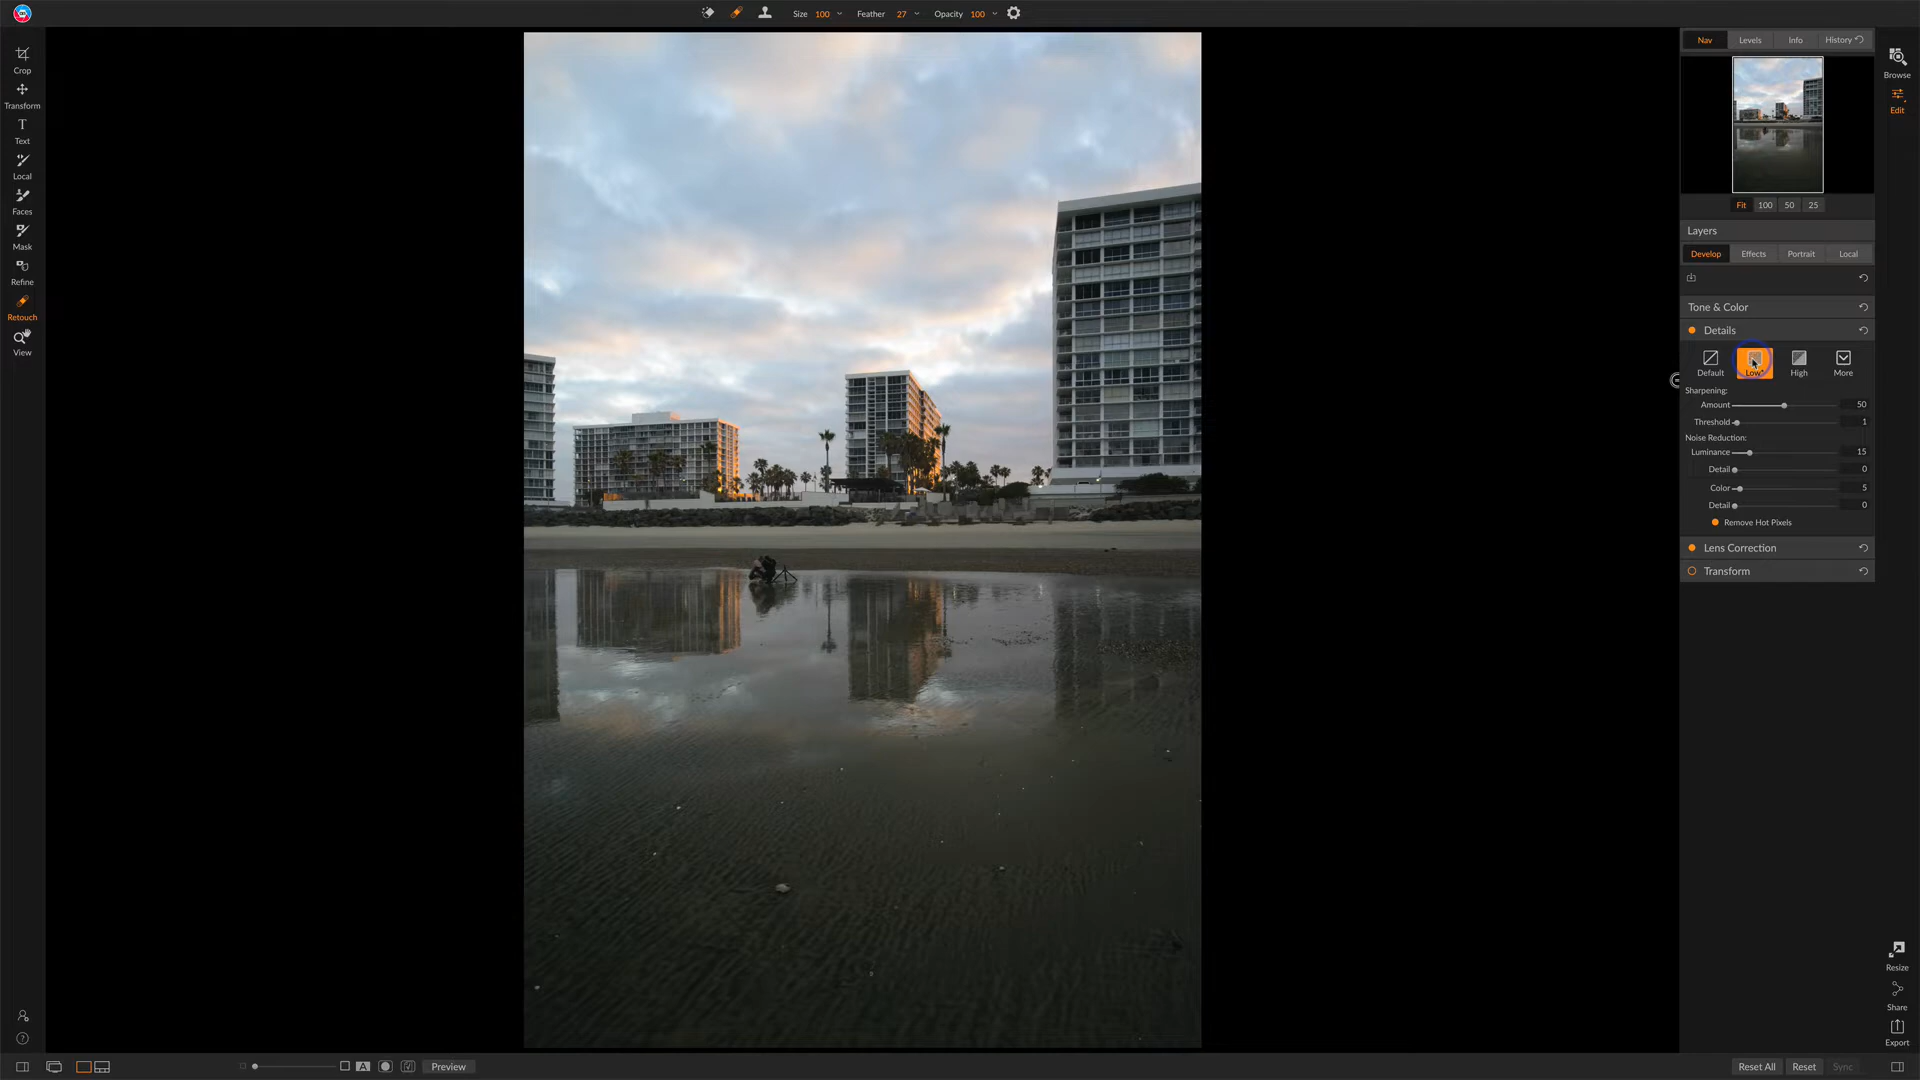 Size 100 Feather 27 Opacity 100
Nav Levels Info History
Crop
Browse
Transform
Edit
Text
Local
Faces
Fit 100 50 25
Mask
Layers
Develop Effects Portrait Local
Refine
Tone & Color
Retouch
Details
View
Default Low* High More
Sharpening:
Amount 50
Threshold 1
Noise Reduction:
Luminance 15
Detail 0
Color 5
Detail 0
Remove Hot Pixels
Lens Correction
Transform
Resize
Share
Export
A Preview Reset All Reset Sync